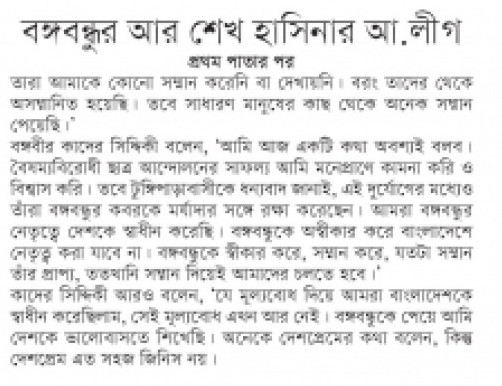 বঙ্গবন্ধুর আর শেখ হাসিনার আ.লীগ
প্রথম পাতার পর
তারা আমাকে কোনো সম্মান করেনি বা দেখায়নি। বরং তাদের থেকে
অসম্মানিত হয়েছি। তবে সাধারণ মানুষের কাছ থেকে অনেক সম্মান
পেয়েছি।'
বঙ্গবীর কাদের সিদ্দিকী বলেন, 'আমি আজ একটি কথা অবশ্যই বলব।
বৈষম্যবিরোধী ছাত্র আন্দোলনের সাফল্য আমি মনেপ্রাণে কামনা করি ও
বিশ্বাস করি। তবে টুঙ্গিপাড়াবাসীকে ধন্যবাদ জানাই, এই দুর্যোগের মধ্যেও
তাঁরা বঙ্গবন্ধুর কবরকে মর্যাদার সঙ্গে রক্ষা করেছেন। আমরা বঙ্গবন্ধুর
নেতৃত্বে দেশকে স্বাধীন করেছি। বঙ্গবন্ধুকে অস্বীকার করে বাংলাদেশে
নেতৃত্ব করা যাবে না। বঙ্গবন্ধুকে স্বীকার করে, সম্মান করে, যতটা সম্মান
তাঁর প্রাপ্য, ততখানি সম্মান দিয়েই আমাদের চলতে হবে।'
কাদের সিদ্দিকী আরও বলেন, 'যে মূল্যবোধ দিয়ে আমরা বাংলাদেশকে
স্বাধীন করেছিলাম, সেই মূল্যবোধ এখন আর নেই। বঙ্গবন্ধুকে পেয়ে আমি
দেশকে ভালোবাসতে শিখেছি। অনেকে দেশপ্রেমের কথা বলেন, কিন্তু
দেশপ্রেম এত সহজ জিনিস নয়।